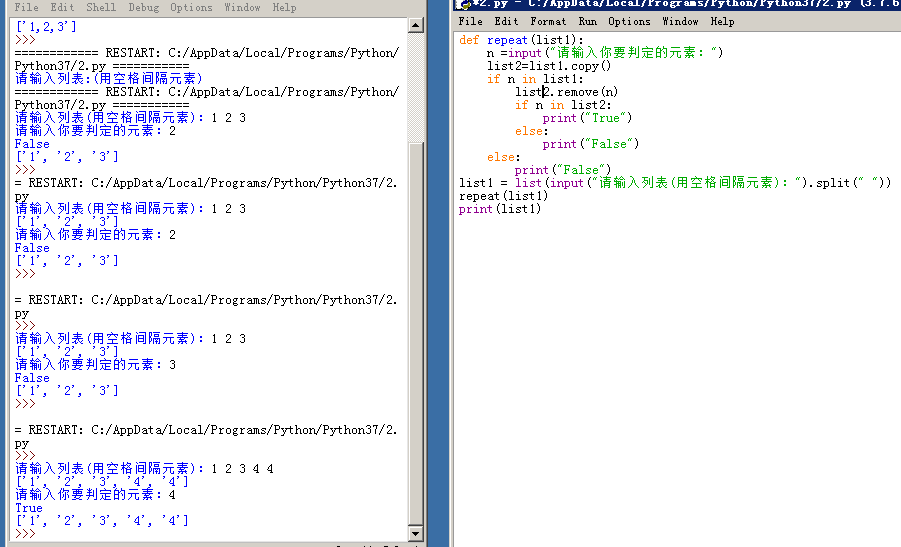 File Edit Shell Debug Options Window Help
['1,2,3']
>>>
============ RESTART: C:/AppData/Local/Programs/Python/
Python37/2.py ===========
请输入列表:(用空格间隔元素)
============ RESTART: C:/AppData/Local/Programs/Python/
Python37/2.py ===========
请输入列表(用空格间隔元素): 1 2 3
请输入你要判定的元素: 2
False
['1', '2', '3']
>>>
= RESTART: C:/AppData/Local/Programs/Python/Python37/2.
py
请输入列表(用空格间隔元素): 1 2 3
['1', '2', '3']
请输入你要判定的元素: 2
False
['1', '2', '3']
>>>
= RESTART: C:/AppData/Local/Programs/Python/Python37/2.
py
>>>
请输入列表(用空格间隔元素): 1 2 3
['1', '2', '3']
请输入你要判定的元素: 3
False
['1', '2', '3']
>>>
= RESTART: C:/AppData/Local/Programs/Python/Python37/2.
py
>>>
请输入列表(用空格间隔元素): 1 2 3 4 4
['1', '2', '3', '4', '4']
请输入你要判定的元素: 4
True
['1', '2', '3', '4', '4']
>>>
*2.py - C:/AppData/Local/Programs/Python/Python37/2.py (3.7.6
File Edit Format Run Options Window Help
def repeat(list1):
    n =input("请输入你要判定的元素: ")
    list2=list1.copy()
    if n in list1:
        list2.remove(n)
        if n in list2:
            print("True")
        else:
            print("False")
    else:
        print("False")
list1 = list(input("请输入列表(用空格间隔元素): ").split(" "))
repeat(list1)
print(list1)